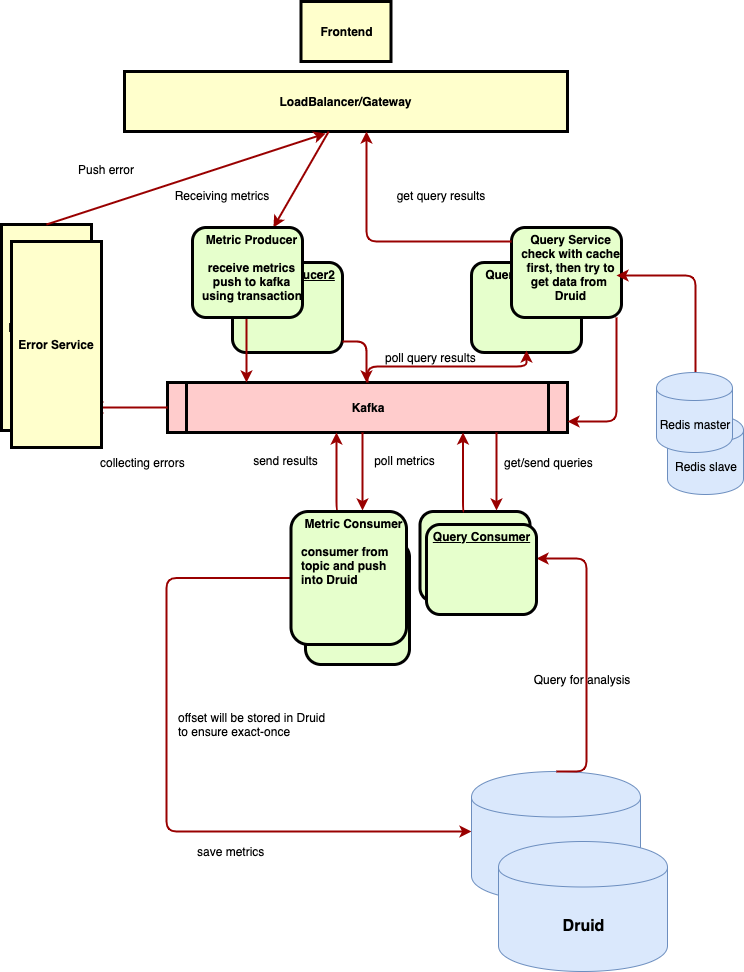 Frontend
LoadBalancer/Gateway
Push error
Receiving metrics
get query results
Metric Producer
receive metrics
push to kafka
using transaction
ucer2
Query Service
check with cache
first, then try to
get data from
Druid
Que
Error Service
poll query results
Kafka
Redis master
Redis slave
collecting errors
send results
poll metrics
get/send queries
Metric Consumer
consumer from
topic and push
into Druid
Query Consumer
Query for analysis
offset will be stored in Druid
to ensure exact-once
save metrics
Druid